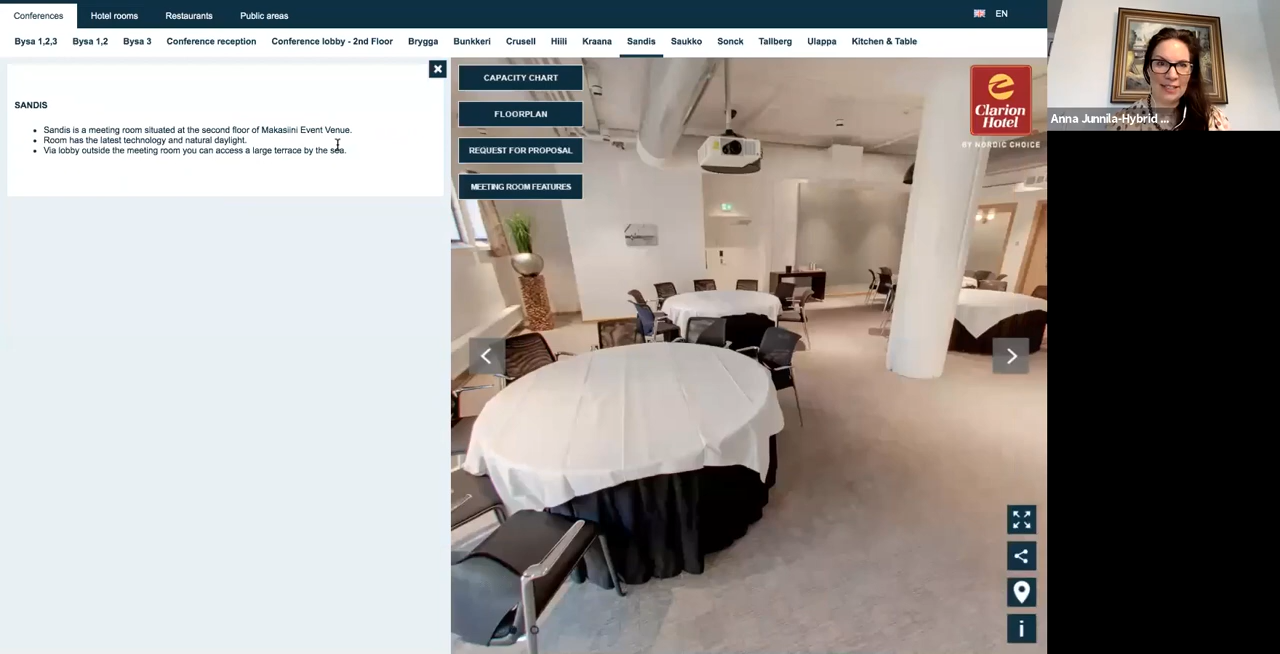 Conferences
Hotel rooms
Restaurants
Public areas
EN
Bysa 1,2,3
Bysa 1,2
Bysa 3
Conference reception
Conference lobby - 2nd Floor
Brygga
Bunkkeri
Crusell
Hiili
Kraana
Sandis
Saukko
Sonck
Tallberg
Ulappa
Kitchen & Table
SANDIS
Sandis is a meeting room situated at the second floor of Makasiini Event Venue.
Room has the latest technology and natural daylight.
Via lobby outside the meeting room you can access a large terrace by the sea.
CAPACITY CHART
FLOORPLAN
REQUEST FOR PROPOSAL
MEETING ROOM FEATURES
Clarion
Hotel
BY NORDIC CHOICE
Anna Junnila-Hybrid ...